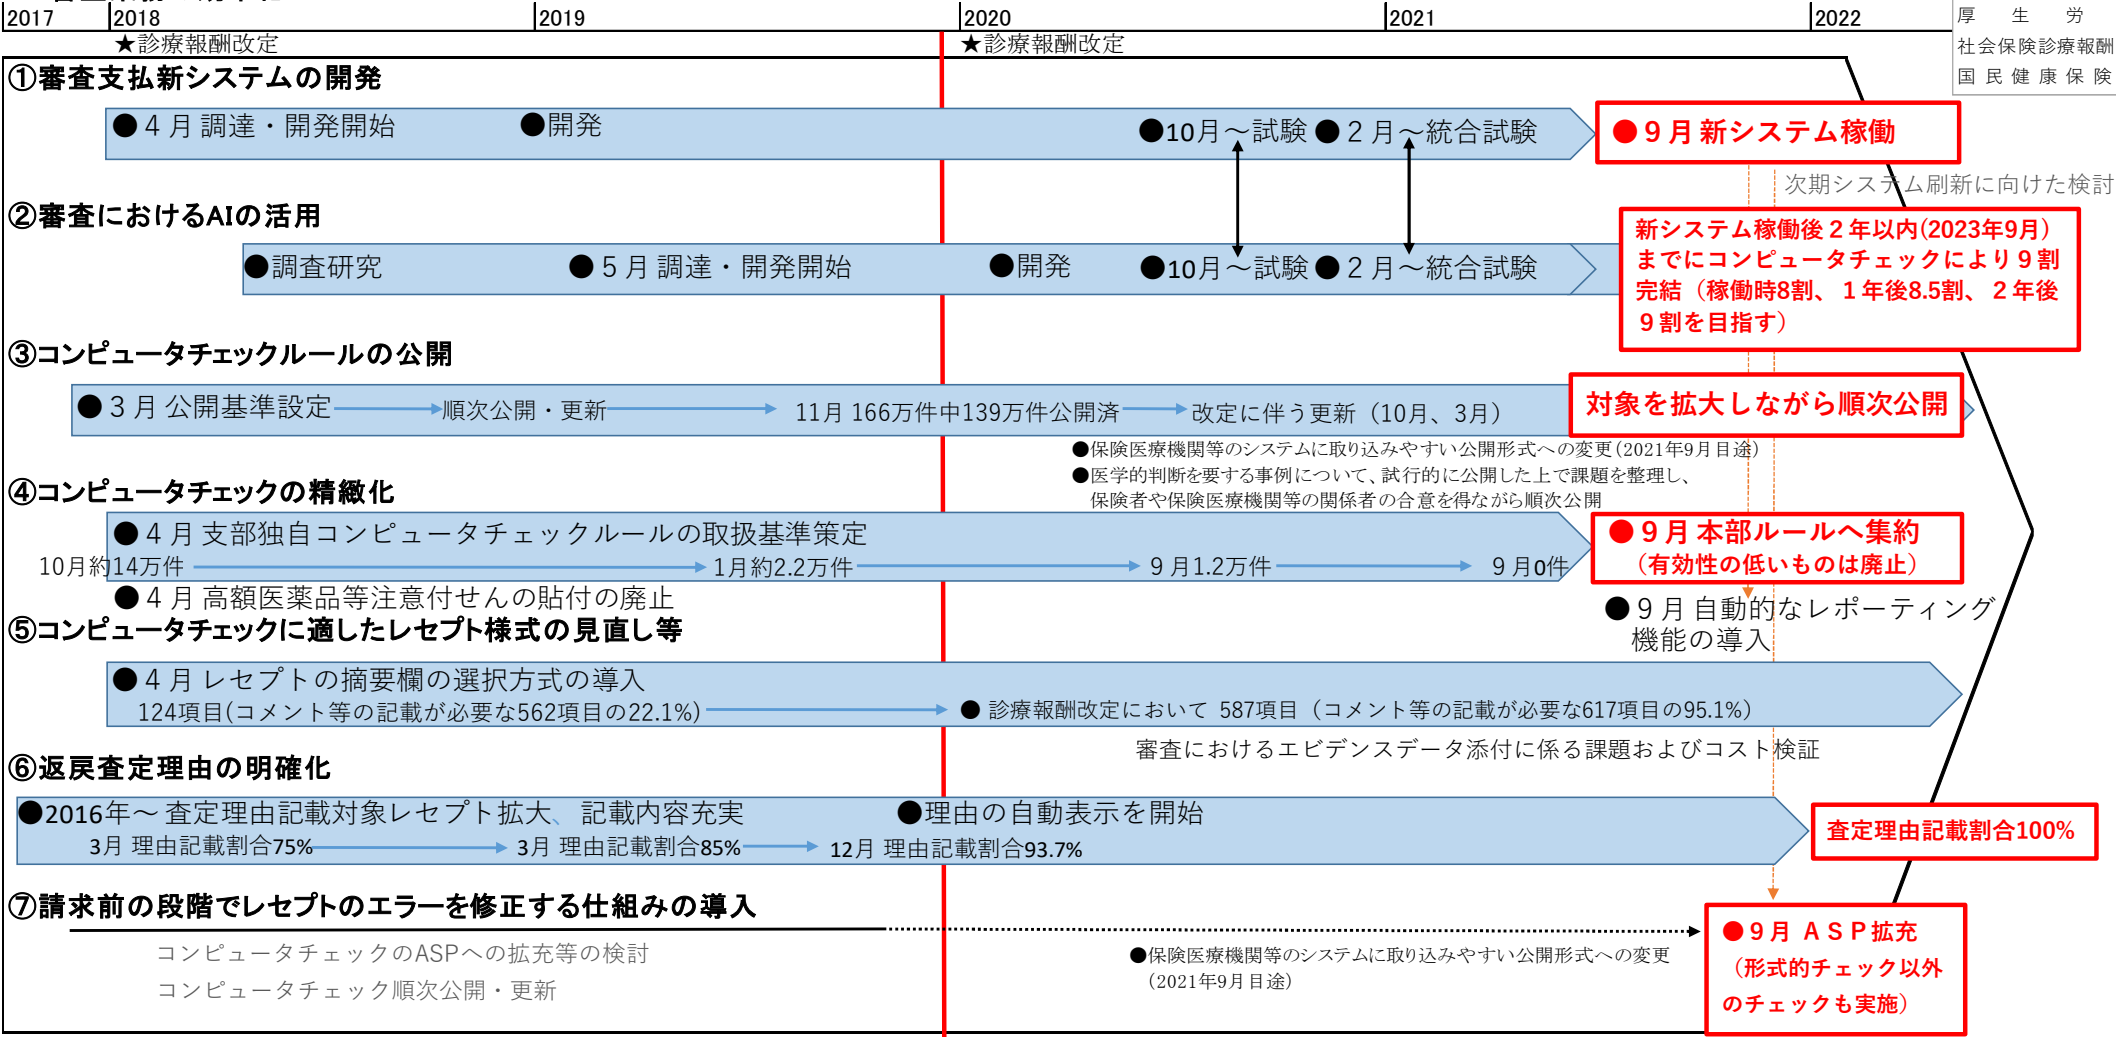 2017
2018
2019
2020
2021
2022
★診療報酬改定
★診療報酬改定
厚　生　労
社会保険診療報酬
国民健康保険
①審査支払新システムの開発
●４月 調達・開発開始
●開発
●10月～試験
●２月～統合試験
●９月 新システム稼働
次期システム刷新に向けた検討
②審査におけるAIの活用
●調査研究
●５月 調達・開発開始
●開発
●10月～試験
●２月～統合試験
新システム稼働後２年以内(2023年9月)
までにコンピュータチェックにより９割
完結（稼働時8割、１年後8.5割、２年後
９割を目指す）
③コンピュータチェックルールの公開
●３月 公開基準設定
順次公開・更新
11月 166万件中139万件公開済
改定に伴う更新（10月、3月）
対象を拡大しながら順次公開
●保険医療機関等のシステムに取り込みやすい公開形式への変更(2021年9月目途)
●医学的判断を要する事例について、試行的に公開した上で課題を整理し、
保険者や保険医療機関等の関係者の合意を得ながら順次公開
④コンピュータチェックの精緻化
●４月 支部独自コンピュータチェックルールの取扱基準策定
10月約14万件
1月約2.2万件
９月1.2万件
９月0件
●９月 本部ルールへ集約
（有効性の低いものは廃止）
●４月 高額医薬品等注意付せんの貼付の廃止
●９月 自動的なレポーティング
機能の導入
⑤コンピュータチェックに適したレセプト様式の見直し等
●４月 レセプトの摘要欄の選択方式の導入
124項目(コメント等の記載が必要な562項目の22.1%)
● 診療報酬改定において 587項目（コメント等の記載が必要な617項目の95.1%）
審査におけるエビデンスデータ添付に係る課題およびコスト検証
⑥返戻査定理由の明確化
●2016年～ 査定理由記載対象レセプト拡大、記載内容充実
●理由の自動表示を開始
3月 理由記載割合75%
3月 理由記載割合85%
12月 理由記載割合93.7%
査定理由記載割合100%
⑦請求前の段階でレセプトのエラーを修正する仕組みの導入
コンピュータチェックのASPへの拡充等の検討
コンピュータチェック順次公開・更新
●保険医療機関等のシステムに取り込みやすい公開形式への変更
(2021年9月目途)
●９月 ＡＳＰ拡充
（形式的チェック以外
のチェックも実施）